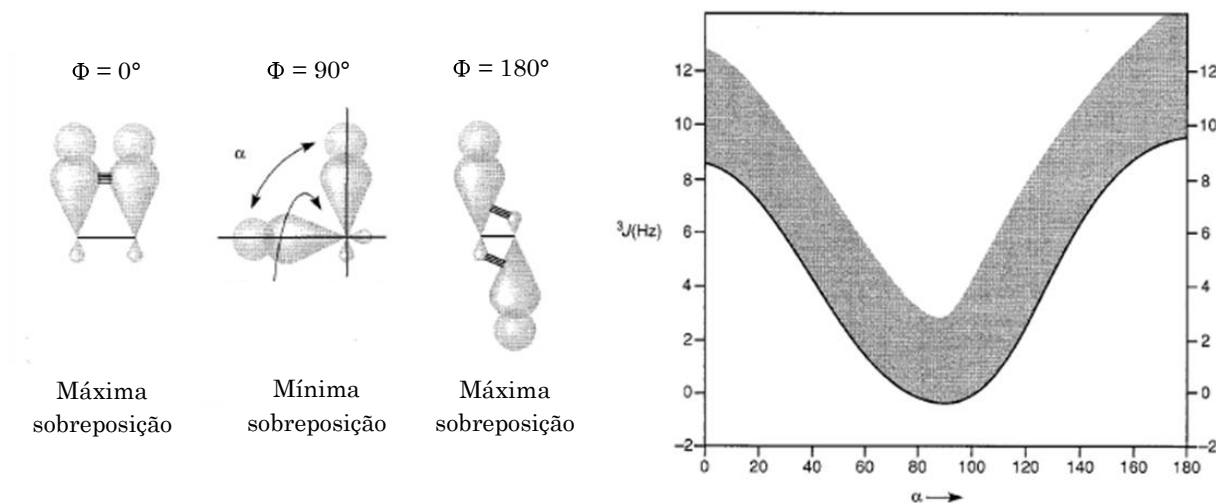 Φ = 0°
Φ = 90°
Φ = 180°
α
Máxima
sobreposição
Mínima
sobreposição
Máxima
sobreposição
12
10
8
6
4
2
0
–2
³J(Hz)
12
10
8
6
4
2
0
–2
0 20 40 60 80 100 120 140 160 180
α